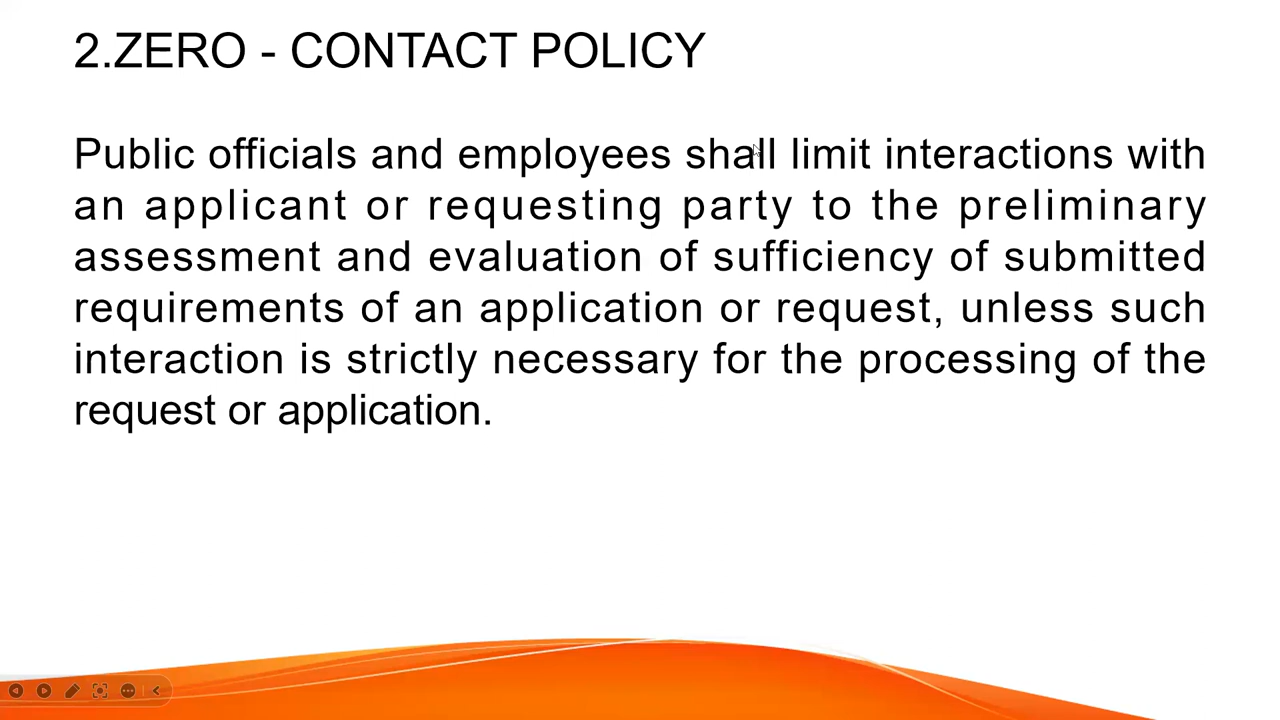 2.ZERO - CONTACT POLICY
Public officials and employees shall limit interactions with
an applicant or requesting party to the preliminary
assessment and evaluation of sufficiency of submitted
requirements of an application or request, unless such
interaction is strictly necessary for the processing of the
request or application.